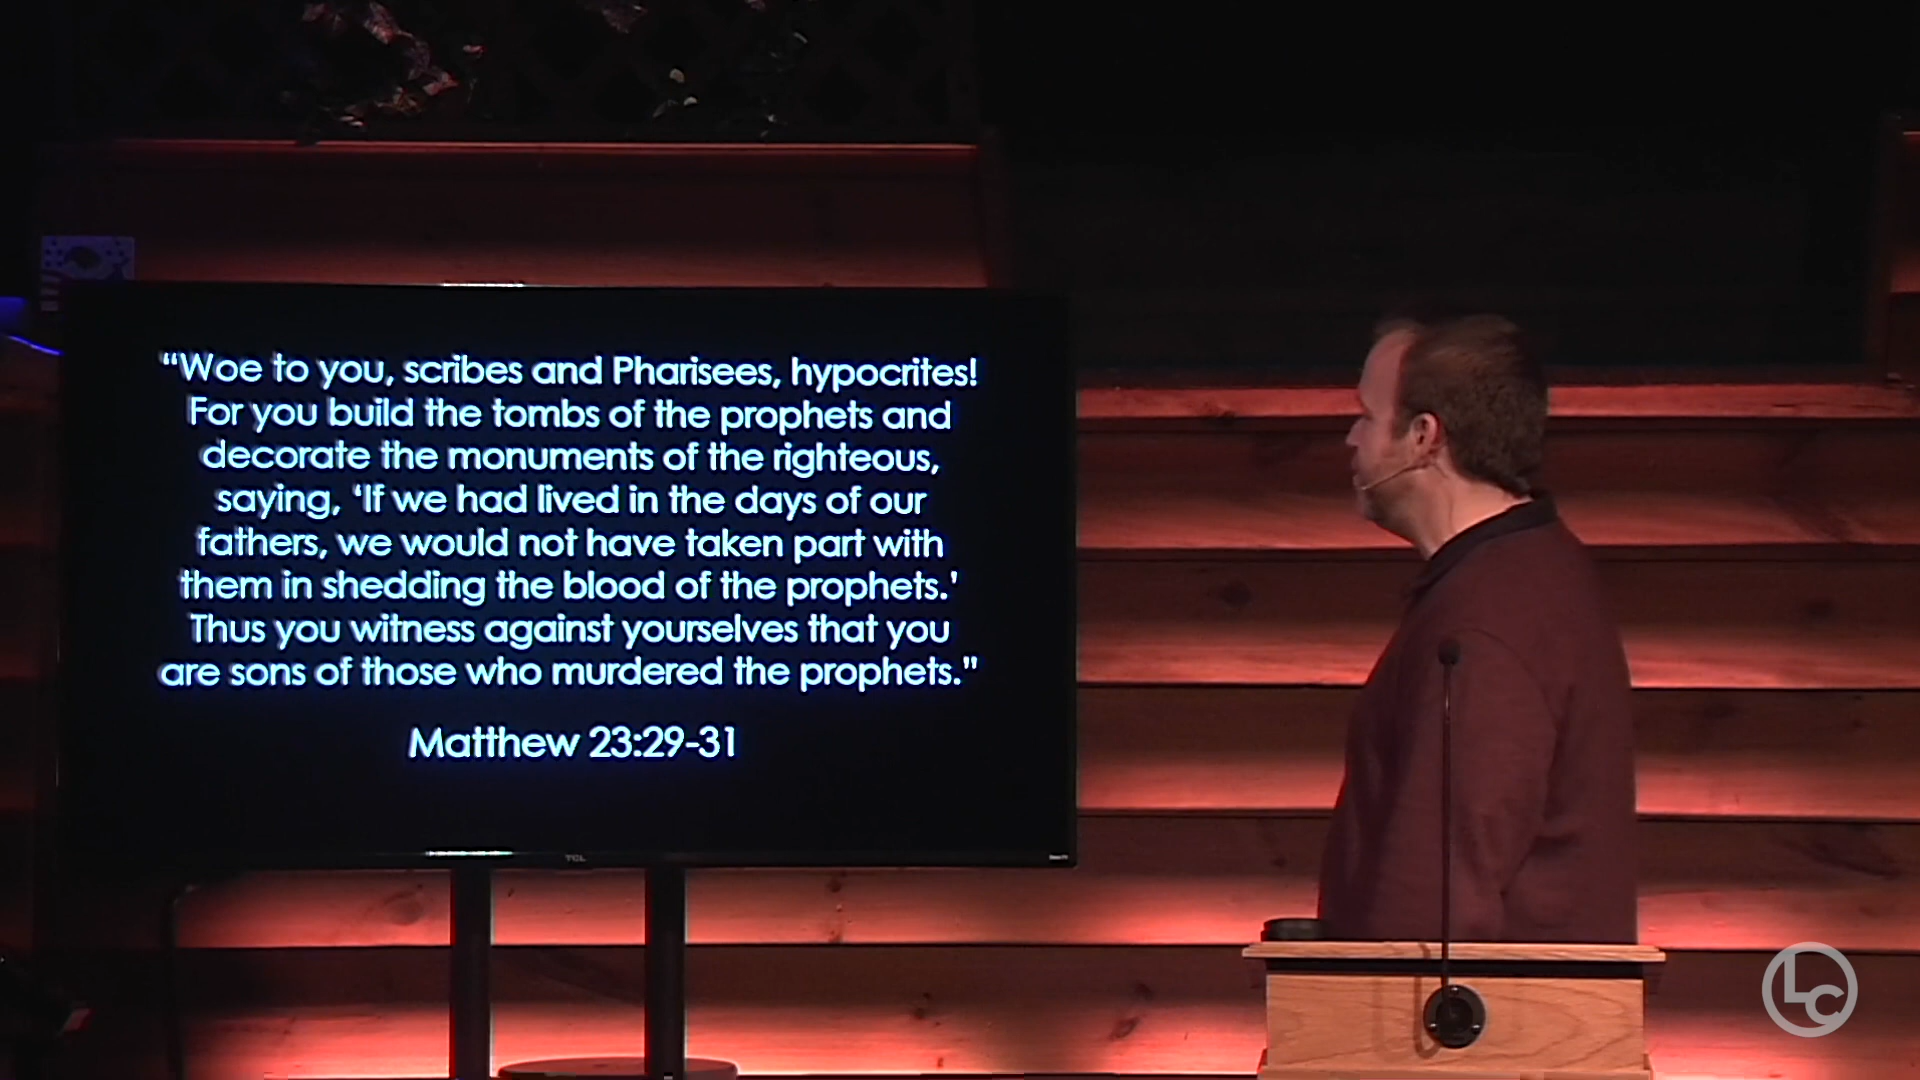 “Woe to you, scribes and Pharisees, hypocrites!
For you build the tombs of the prophets and
decorate the monuments of the righteous,
saying, ‘If we had lived in the days of our
fathers, we would not have taken part with
them in shedding the blood of the prophets.’
Thus you witness against yourselves that you
are sons of those who murdered the prophets."
Matthew 23:29-31
TCL
LC